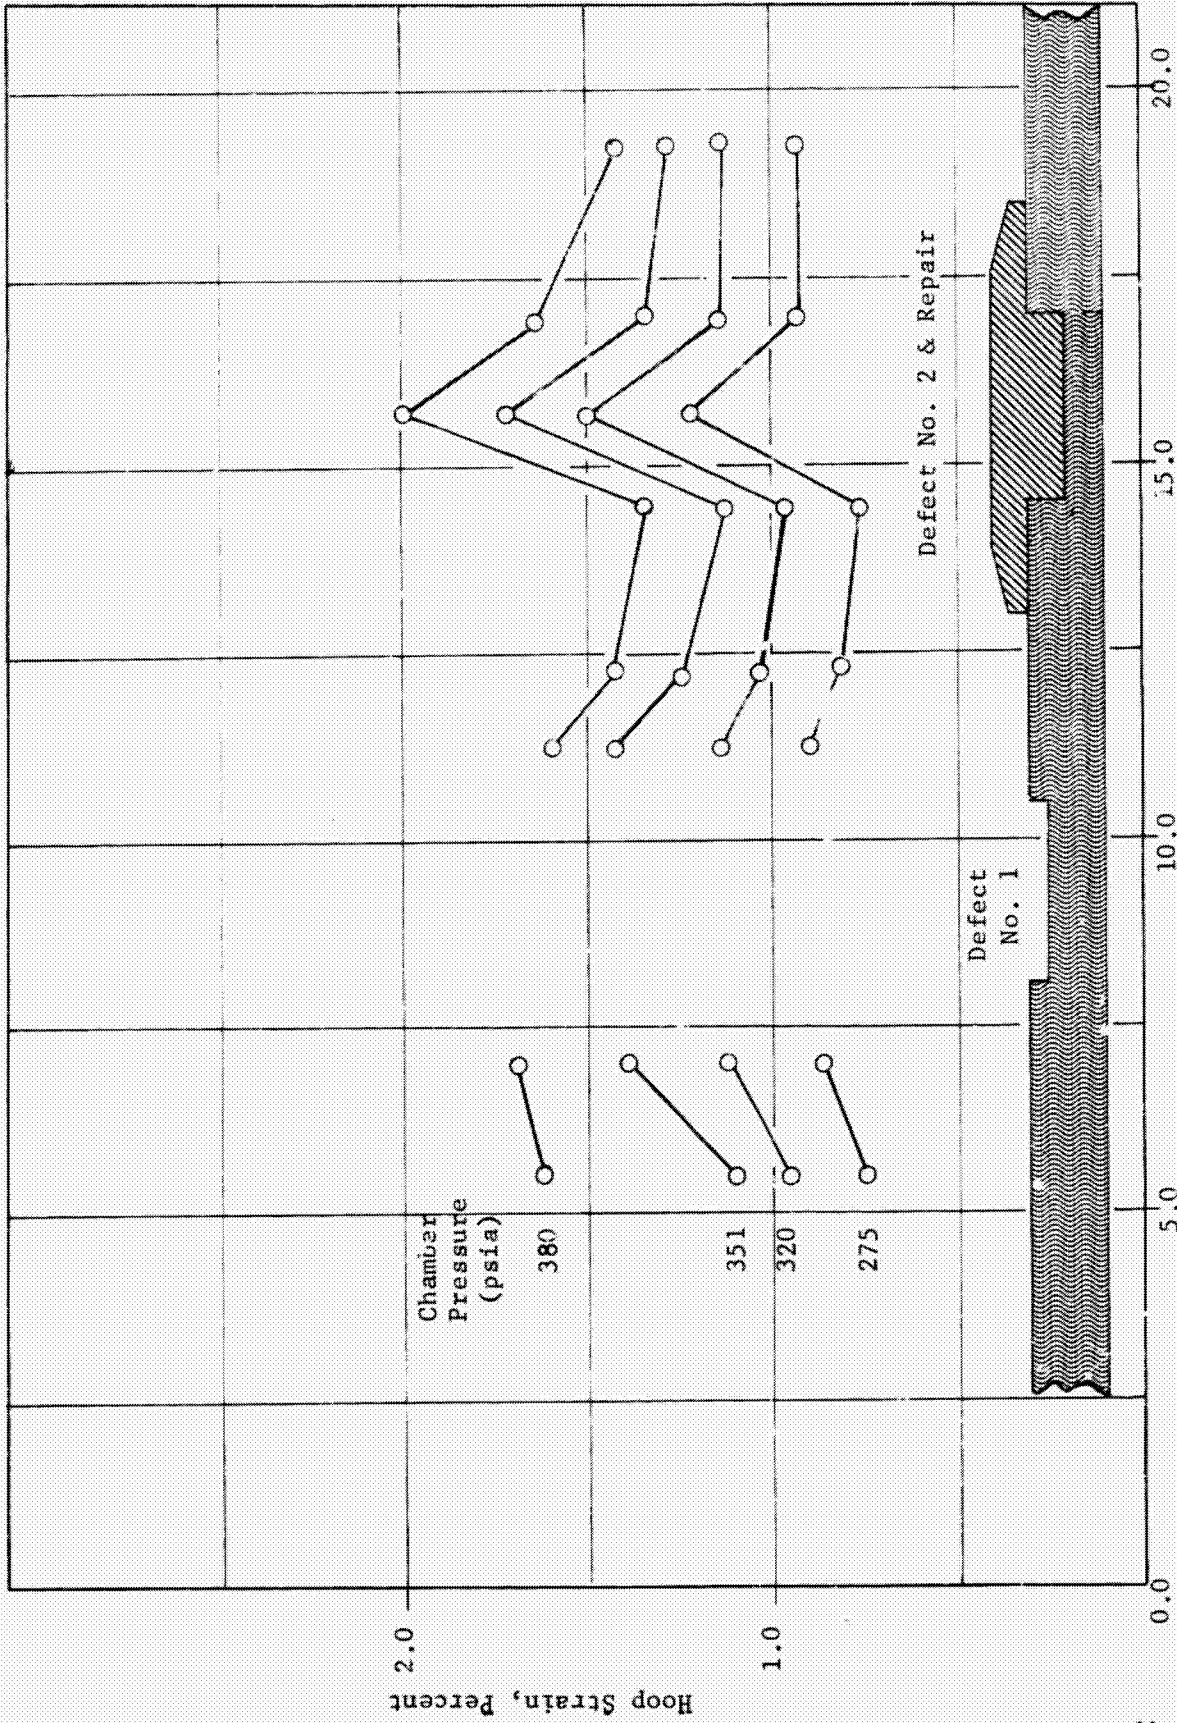 Hoop Strain, Percent
2.0
1.0
Chamber
Pressure
(psia)
380
351
320
275
Defect
No. 1
Defect No. 2 & Repair
0.0
5.0
10.0
15.0
20.0